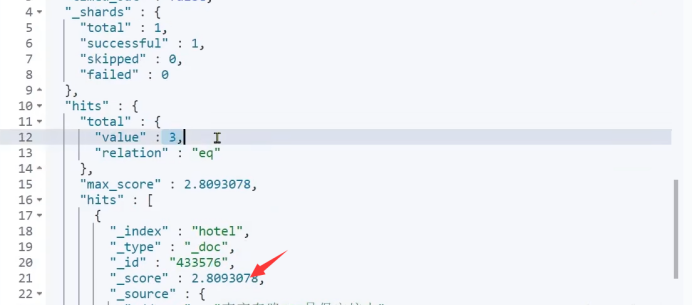 4 "_shards" : {
5 "total" : 1,
6 "successful" : 1,
7 "skipped" : 0,
8 "failed" : 0
9 },
10 "hits" : {
11 "total" : {
12 "value" : 3,
13 "relation" : "eq"
14 },
15 "max_score" : 2.8093078,
16 "hits" : [
17 {
18 "_index" : "hotel",
19 "_type" : "_doc",
20 "_id" : "433576",
21 "_score" : 2.8093078,
22 "_source" : {